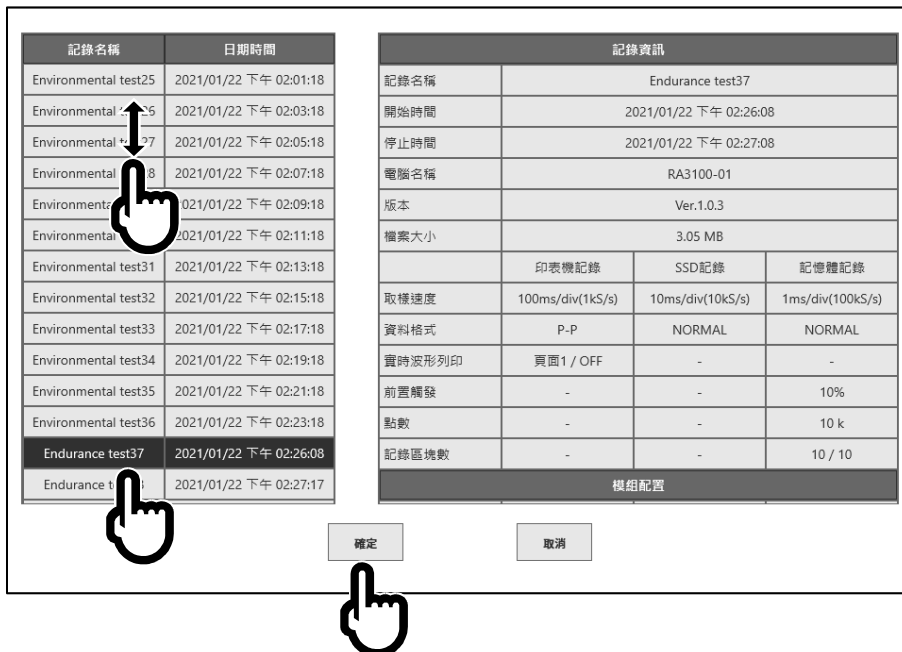 記錄名稱 日期時間
Environmental test25 2021/01/22 下午 02:01:18
Environmental 2021/01/22 下午 02:03:18
Environmental 2021/01/22 下午 02:05:18
Environmental 2021/01/22 下午 02:07:18
2021/01/22 下午 02:09:18
Environmental 2021/01/22 下午 02:11:18
Environmental test31 2021/01/22 下午 02:13:18
Environmental test32 2021/01/22 下午 02:15:18
Environmental test33 2021/01/22 下午 02:17:18
Environmental test34 2021/01/22 下午 02:19:18
Environmental test35 2021/01/22 下午 02:21:18
Environmental test36 2021/01/22 下午 02:23:18
Endurance test37 2021/01/22 下午 02:26:08
Endurance 2021/01/22 下午 02:27:17
記錄資訊
記錄名稱 Endurance test37
開始時間 2021/01/22 下午 02:26:08
停止時間 2021/01/22 下午 02:27:08
電腦名稱 RA3100-01
版本 Ver.1.0.3
檔案大小 3.05 MB
印表機記錄 SSD記錄 記憶體記錄
取樣速度 100ms/div(1kS/s) 10ms/div(10kS/s) 1ms/div(100kS/s)
資料格式 P-P NORMAL NORMAL
實時波形列印 頁面1 / OFF - -
前置觸發 - - 10%
點數 - - 10 k
記錄區塊數 - - 10 / 10
模組配置
確定 取消